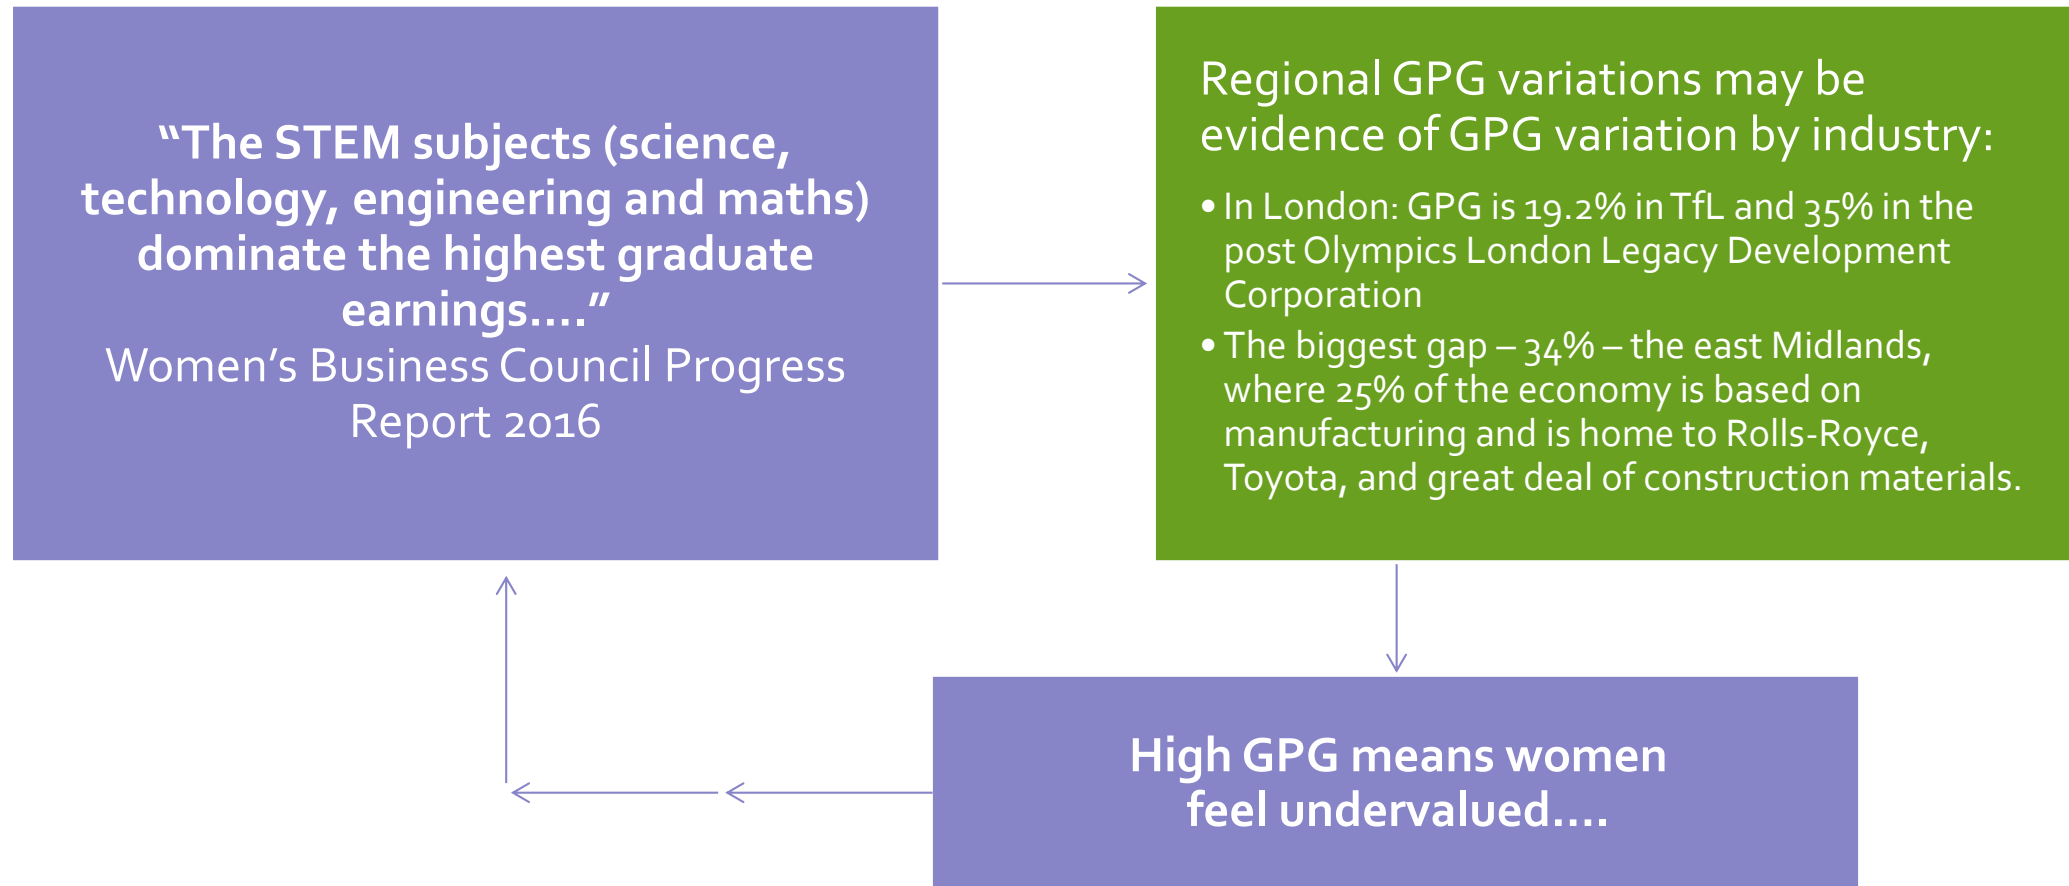 “The STEM subjects (science,
technology, engineering and maths)
dominate the highest graduate
earnings....”
Women’s Business Council Progress
Report 2016
Regional GPG variations may be
evidence of GPG variation by industry:
• In London: GPG is 19.2% in TfL and 35% in the
post Olympics London Legacy Development
Corporation
• The biggest gap – 34% – the east Midlands,
where 25% of the economy is based on
manufacturing and is home to Rolls-Royce,
Toyota, and great deal of construction materials.
High GPG means women
feel undervalued....